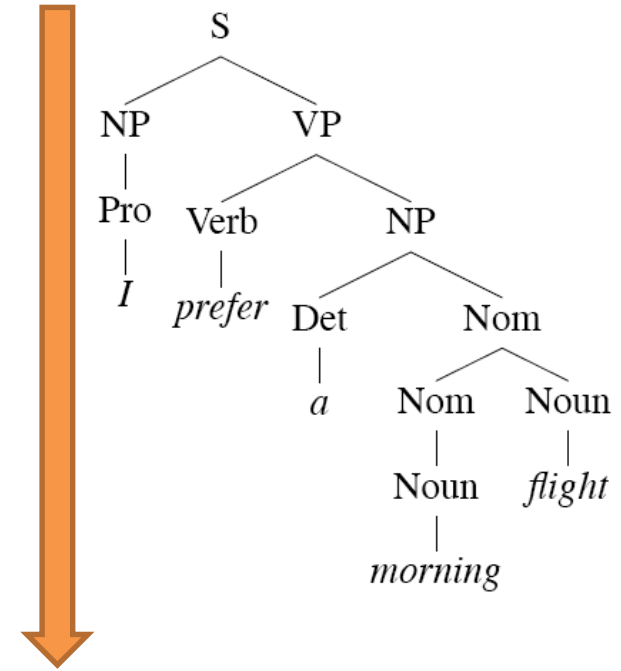 S
NP VP
Pro Verb NP
I prefer Det Nom
a Nom Noun
Noun flight
morning